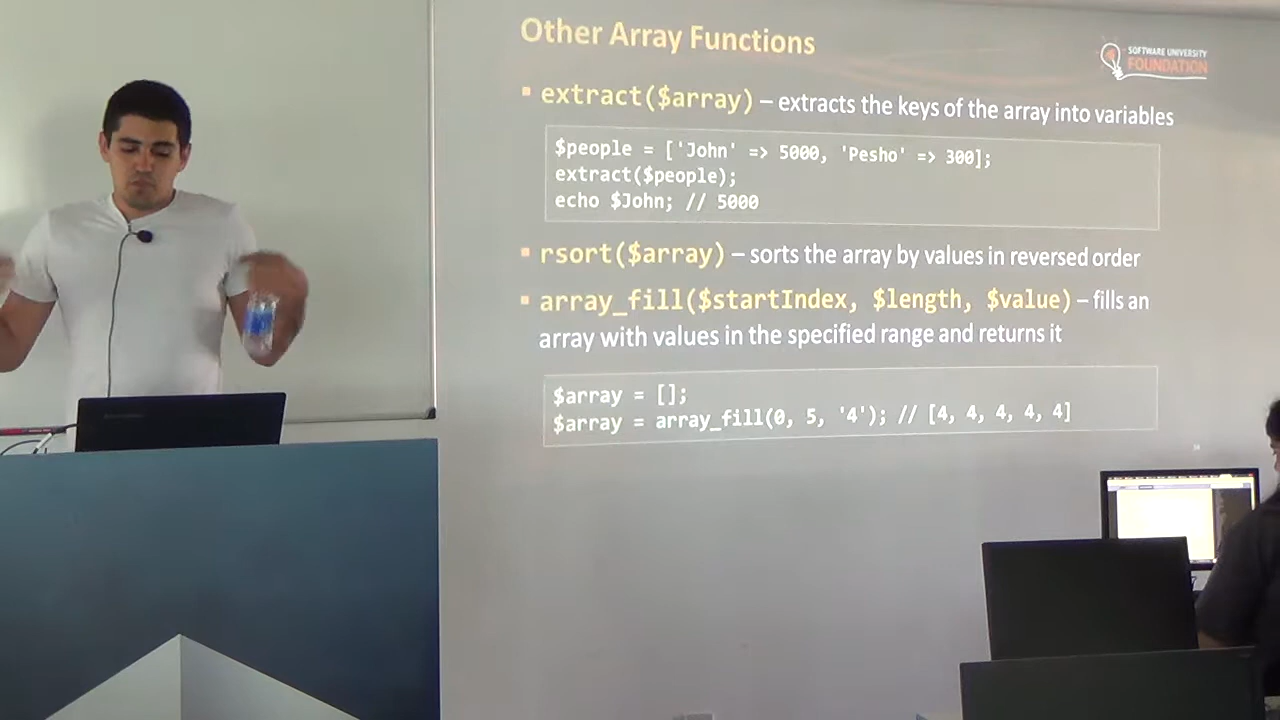 Other Array Functions
SOFTWARE UNIVERSITY
FOUNDATION
▪ extract($array) – extracts the keys of the array into variables
$people = ['John' => 5000, 'Pesho' => 300];
extract($people);
echo $John; // 5000
▪ rsort($array) – sorts the array by values in reversed order
▪ array_fill($startIndex, $length, $value) – fills an
array with values in the specified range and returns it
$array = [];
$array = array_fill(0, 5, '4'); // [4, 4, 4, 4, 4]